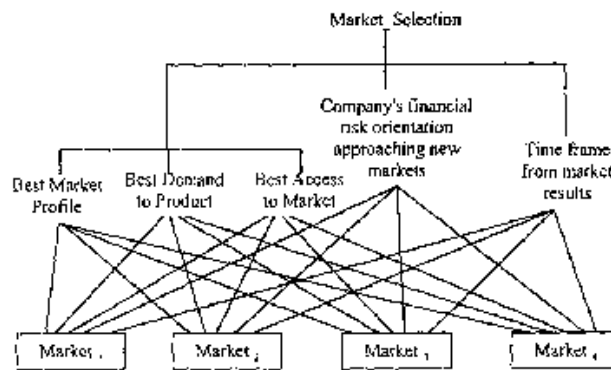 Market Selection
Company's financial
risk orientation
approaching new
markets
Time frame
from market
results
Best Market
Profile
Best Demand
to Product
Best Access
to Market
Market
Market
Market
Market